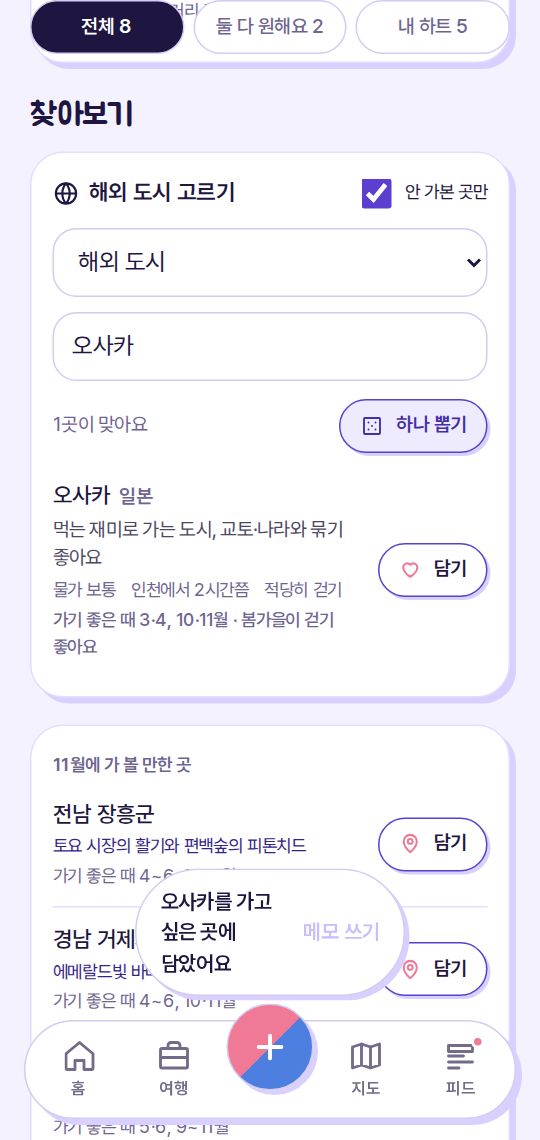 전체 8
둘 다 원해요 2
내 하트 5
찾아보기
해외 도시 고르기
안 가본 곳만
해외 도시
오사카
1곳이 맞아요
하나 뽑기
오사카 일본
먹는 재미로 가는 도시, 교토·나라와 묶기
좋아요
물가 보통 인천에서 2시간쯤 적당히 걷기
가기 좋은 때 3·4, 10·11월 · 봄가을이 걷기
좋아요
담기
11월에 가 볼 만한 곳
전남 장흥군
토요 시장의 활기와 편백숲의 피톤치드
가기 좋은 때 4~6
담기
오사카를 가고
싶은 곳에
담았어요
메모 쓰기
경남 거제
에메랄드빛
가기 좋은 때 4~6, 10·11월
담기
홈
여행
지도
피드
가기 좋은 때 5·6, 9~11월